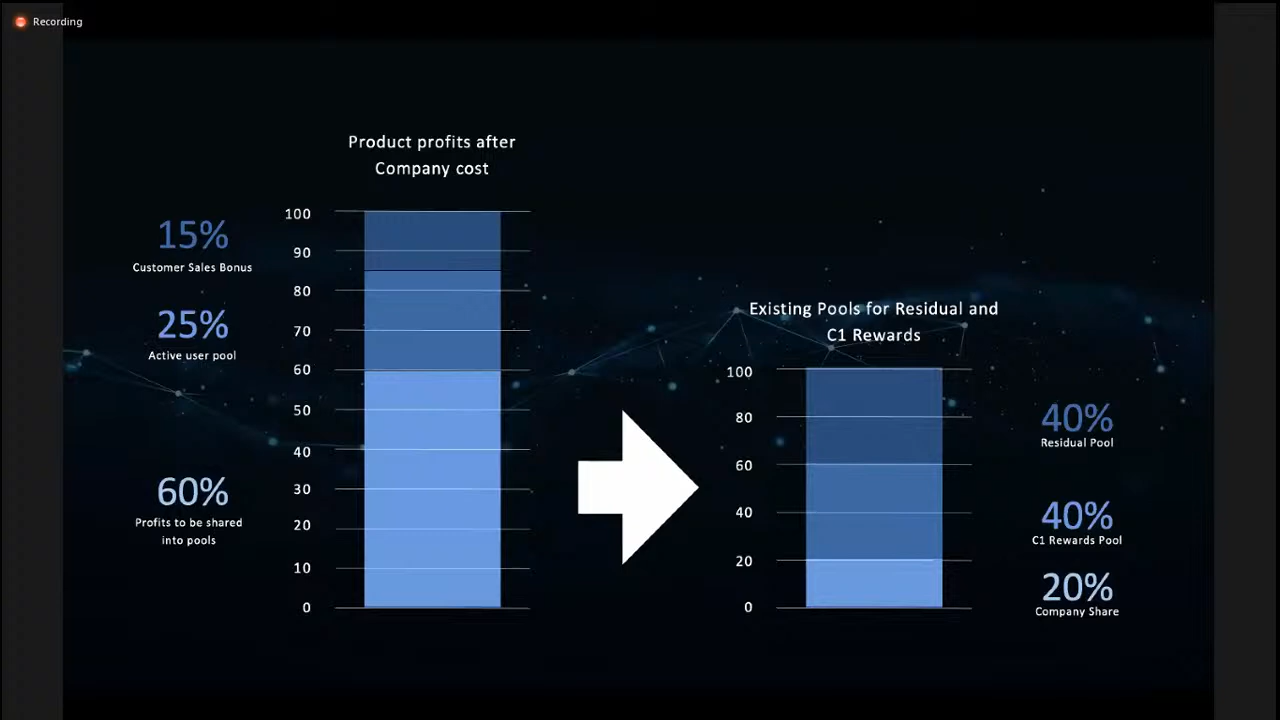 Recording
Product profits after
Company cost
15%
Customer Sales Bonus
25%
Active user pool
60%
Profits to be shared
into pools
100
90
80
70
60
50
40
30
20
10
0
Existing Pools for Residual and
C1 Rewards
100
80
60
40
20
0
40%
Residual Pool
40%
C1 Rewards Pool
20%
Company Share